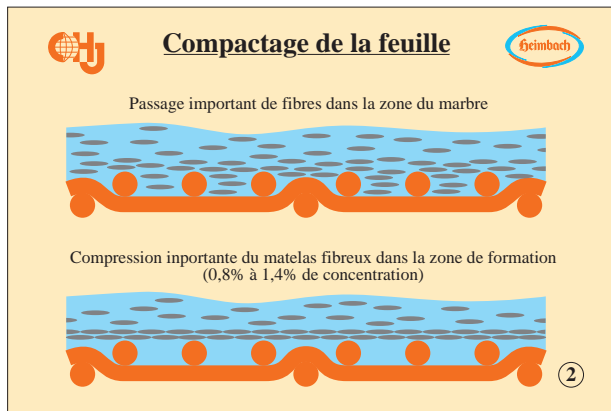 CHJ
Compactage de la feuille
Heimbach
Passage important de fibres dans la zone du marbre
Compression inportante du matelas fibreux dans la zone de formation
(0,8% à 1,4% de concentration)
2